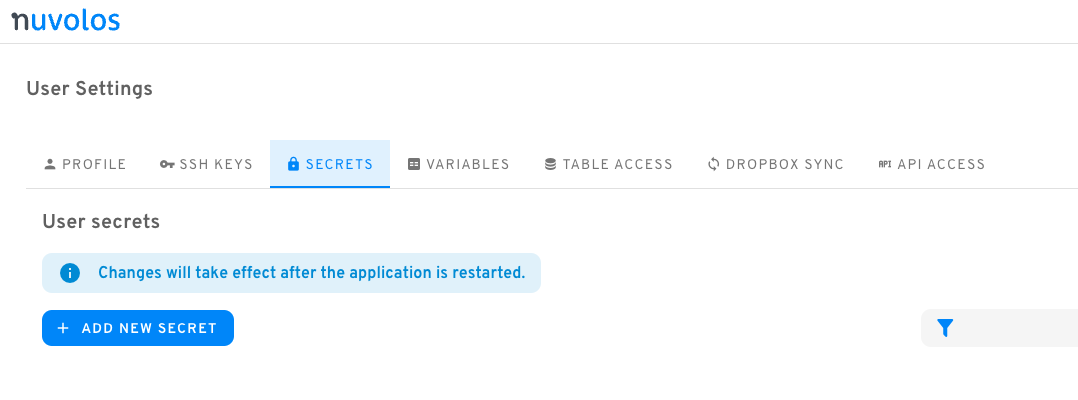 nuvolos
User Settings
PROFILE SSH KEYS SECRETS VARIABLES TABLE ACCESS DROPBOX SYNC API API ACCESS
User secrets
Changes will take effect after the application is restarted.
+ ADD NEW SECRET